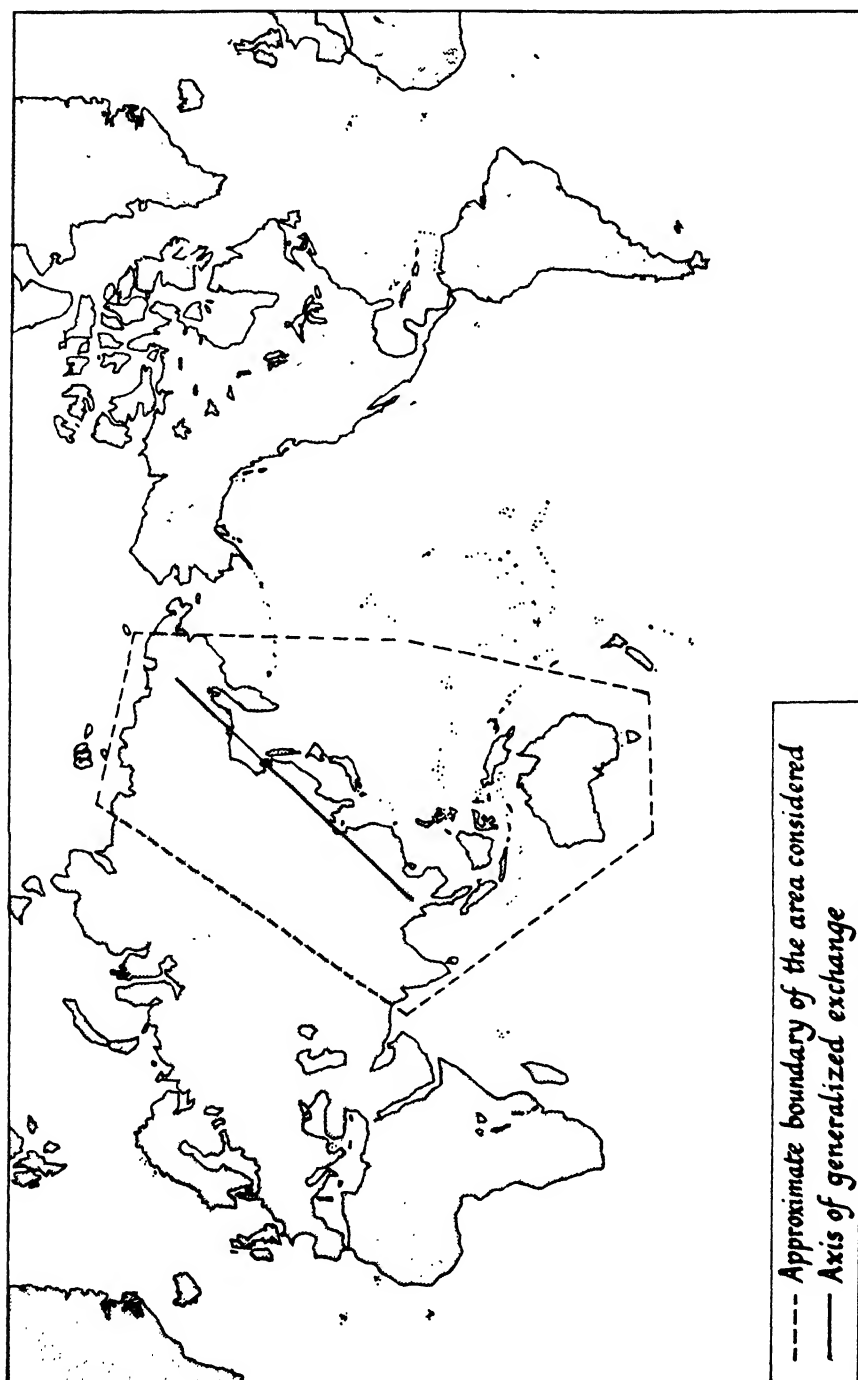 Approximate boundary of the area considered
Axis of generalized exchange